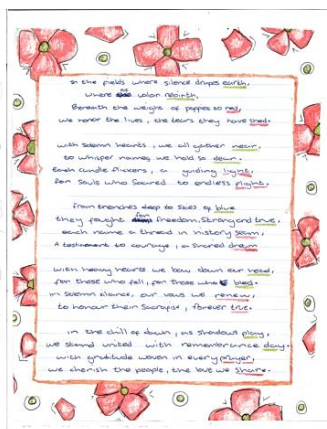 In the fields where silence drapes earth,
where valor rebirth,
Beneath the weight of poppies so red,
we honor the lives, the tears they have shed.
with solemn hearts, we all gather near,
to whisper names, we hold so dear.
Each candle flickers, a guiding light,
for souls who soared to endless flight.
from trenches deep to skies of blue
they fought for freedom, strong and true.
each name a thread in history sewn,
A testament to courage, a shared dream
with heavy hearts we bow down our head,
for those who fell, for those who bled.
in solemn silence, our vows we renew,
to honour their sacrifice, forever true.
in the chill of dawn, as shadows play,
we stand united with remembrance day.
with gratitude woven in every prayer,
we cherish the people, the love we share.